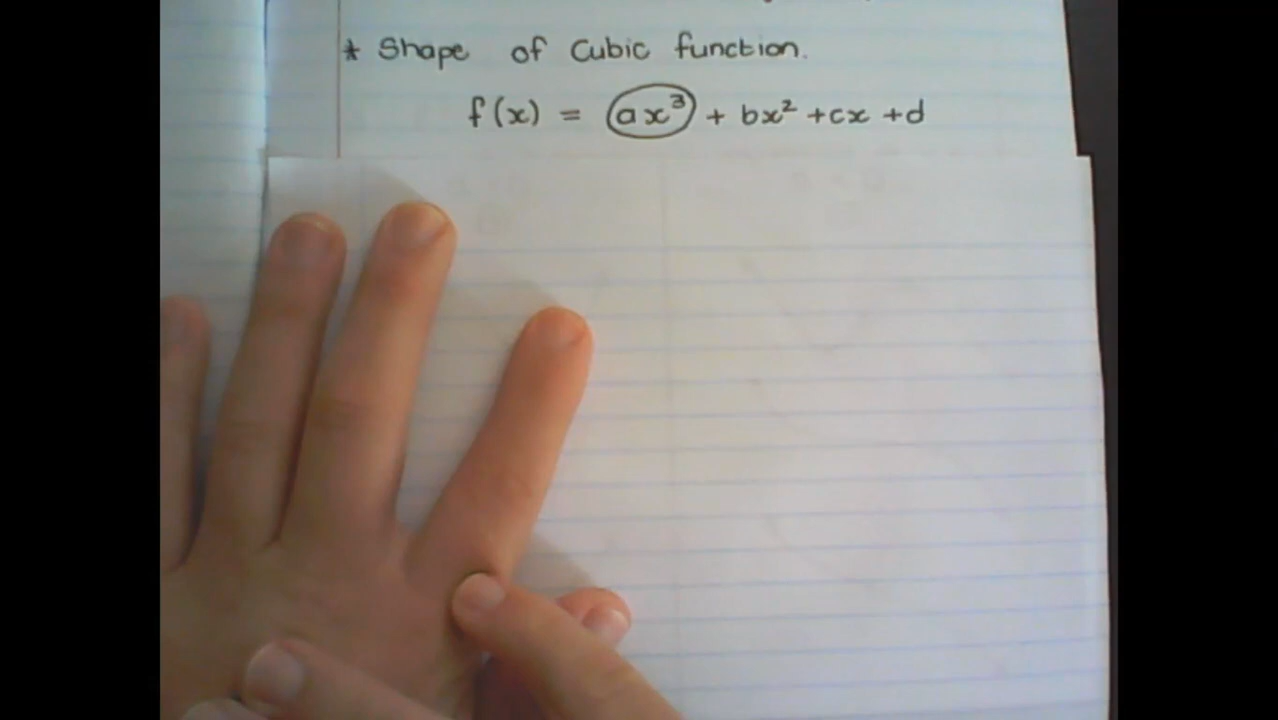 * Shape of Cubic function.
f(x) = ax³ + bx² + cx + d